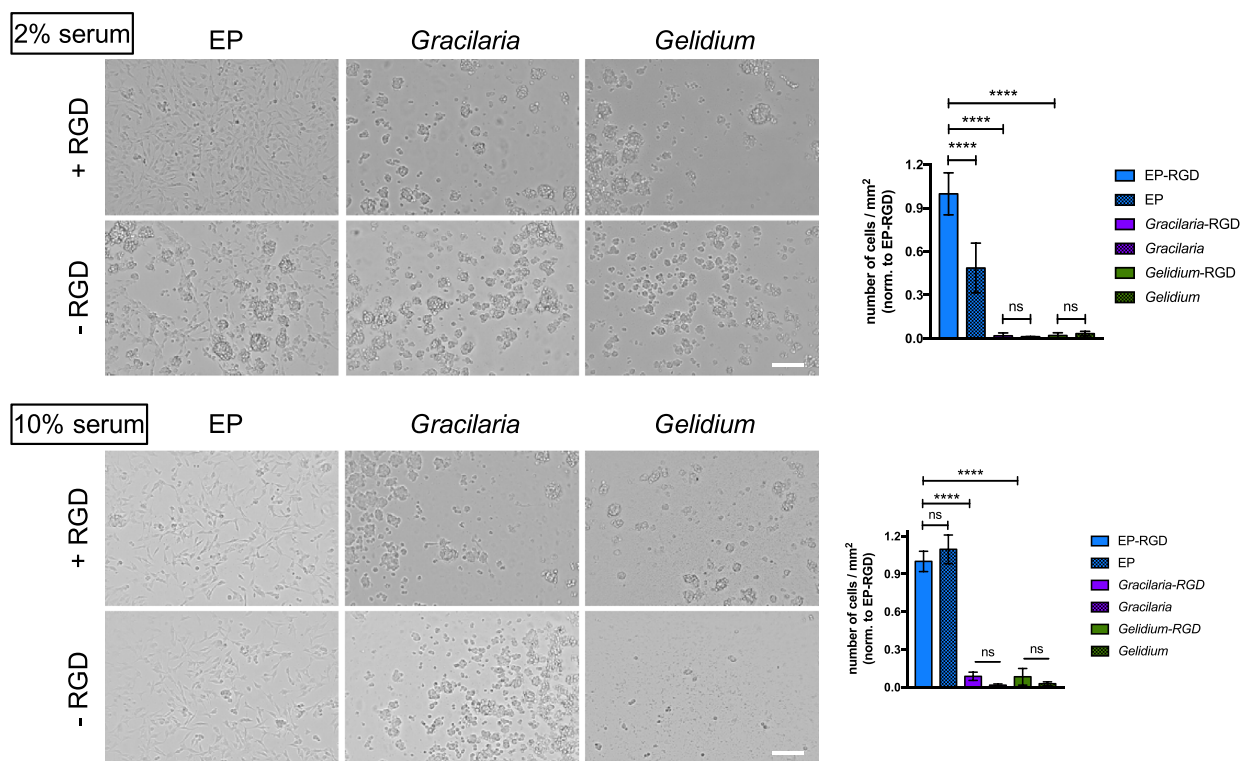 2% serum
EP
Gracilaria
Gelidium
+ RGD
- RGD
****
****
****
number of cells / mm2
(norm. to EP-RGD)
1.2
0.9
0.6
0.3
0.0
ns
ns
EP-RGD
EP
Gracilaria-RGD
Gracilaria
Gelidium-RGD
Gelidium
10% serum
EP
Gracilaria
Gelidium
+ RGD
- RGD
****
****
ns
number of cells / mm2
(norm. to EP-RGD)
1.2
0.9
0.6
0.3
0.0
ns
ns
EP-RGD
EP
Gracilaria-RGD
Gracilaria
Gelidium-RGD
Gelidium